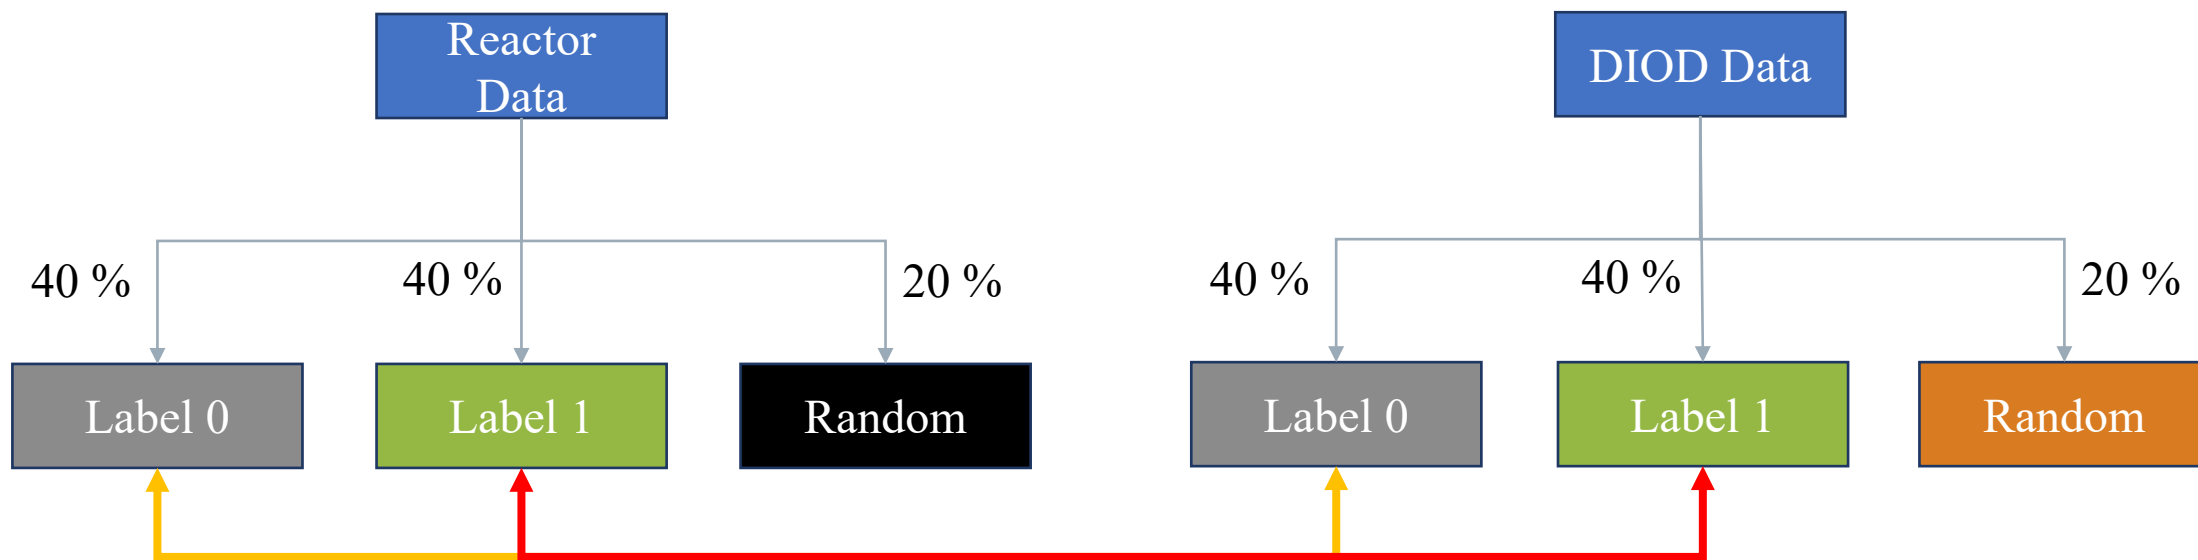 Reactor
Data
DIOD Data
40 %
40 %
20 %
40 %
40 %
20 %
Label 0
Label 1
Random
Label 0
Label 1
Random